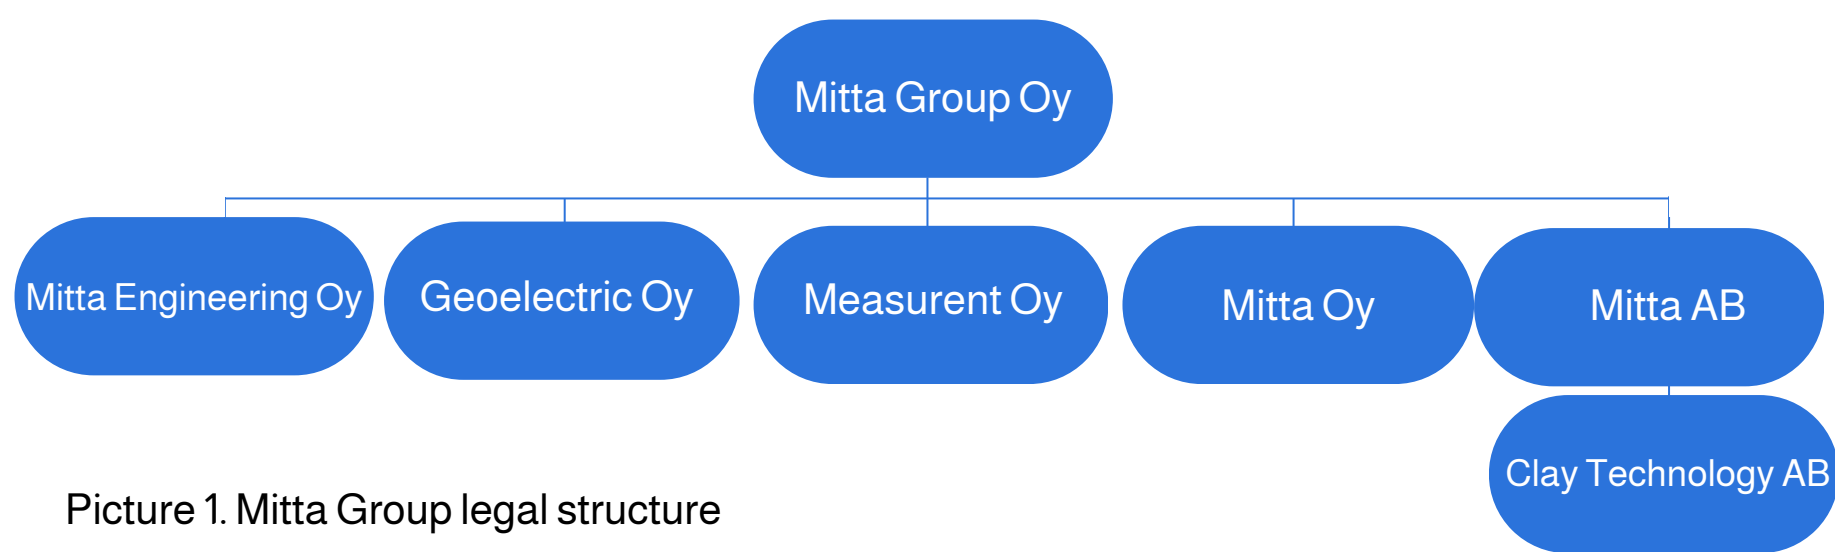 Mitta Group Oy
Mitta Engineering Oy
Geoelectric Oy
Measurent Oy
Mitta Oy
Mitta AB
Clay Technology AB
Picture 1. Mitta Group legal structure